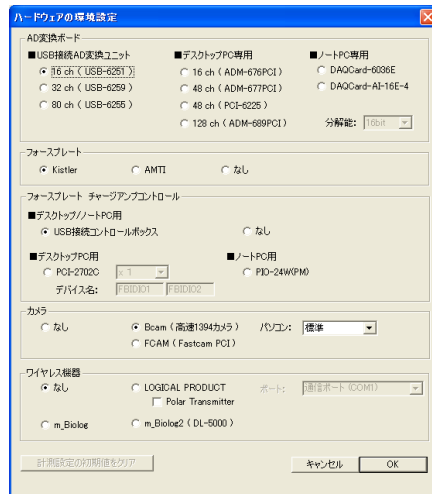 ハードウェアの環境設定
AD変換ボード
■USB接続AD変換ユニット ■デスクトップPC専用 ■ノートPC専用
16 ch ( USB-6251 ) 16 ch ( ADM-676PCI ) DAQCard-6036E
32 ch ( USB-6259 ) 48 ch ( ADM-677PCI ) DAQCard-AI-16E-4
80 ch ( USB-6255 ) 48 ch ( PCI-6225 )
128 ch ( ADM-689PCI ) 分解能: 16bit
フォースプレート
Kistler AMTI なし
フォースプレート チャージアンプコントロール
■デスクトップ/ノートPC用
USB接続コントロールボックス なし
■デスクトップPC用 ■ノートPC用
PCI-2702C x 1 PIO-24W(PM)
デバイス名: FBIDIO1 FBIDIO2
カメラ
なし Bcam ( 高速1394カメラ ) パソコン: 標準
FCAM ( Fastcam PCI )
ワイヤレス機器
なし LOGICAL PRODUCT ポート: 通信ポート (COM1)
Polar Transmitter
m_Biolog m_Biolog2 ( DL-5000 )
計測設定の初期値をクリア キャンセル OK